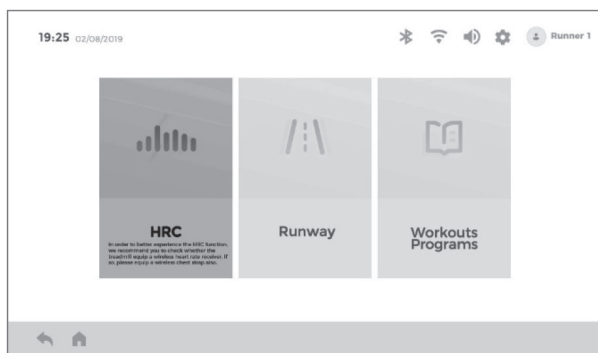 19:25 02/08/2019
Runner 1
HRC
In order to better experience the HRC function,
we recommend you to check whether the
treadmill equip a wireless heart rate receiver. If
so, please equip a wireless chest strap also.
Runway
Workouts
Programs